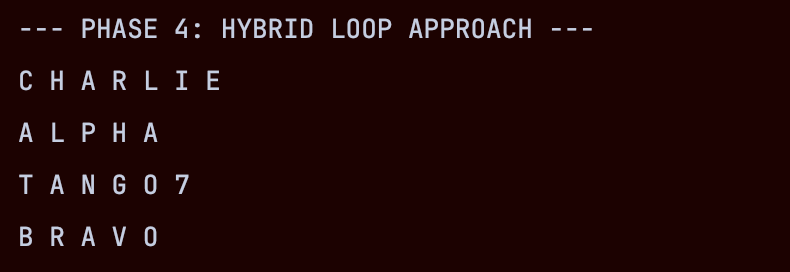 --- PHASE 4: HYBRID LOOP APPROACH ---
C H A R L I E
A L P H A
T A N G O 7
B R A V O